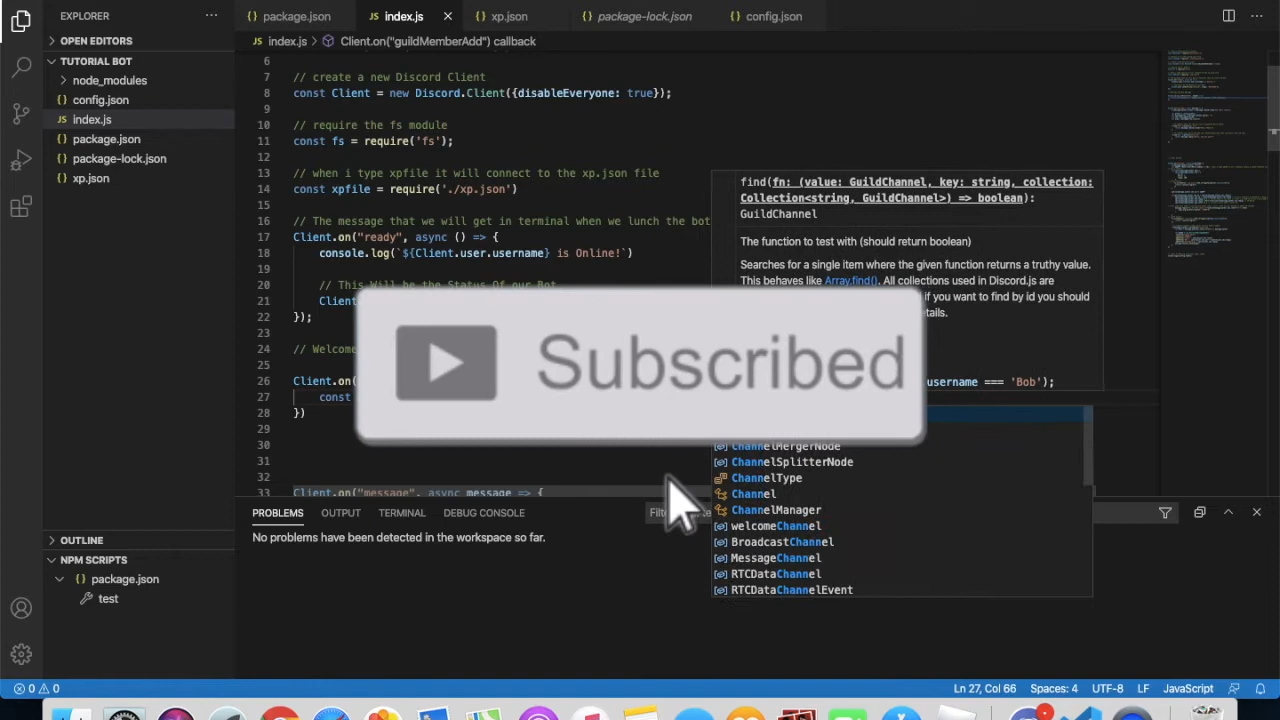 EXPLORER
package.json
index.js
xp.json
package-lock.json
config.json
OPEN EDITORS
index.js > Client.on("guildMemberAdd") callback
TUTORIAL BOT
node_modules
config.json
index.js
package.json
package-lock.json
xp.json
6
7 // create a new Discord Client
8 const Client = new Discord.Client({disableEveryone: true});
9
10 // require the fs module
11 const fs = require('fs');
12
13 // when i type xpfile it will connect to the xp.json file
14 const xpfile = require('./xp.json')
15
16 // The message that we will get in terminal when we lunch the bot
17 Client.on("ready", async () => {
18 console.log(`${Client.user.username} is Online!`)
19
20 // This Will be the Status Of our Bot
21 Client
22 });
23
24 // Welcome
25
26 Client.on(
27 const
28 })
29
30
31
32
33 Client.on("message", async message => {
find(fn: (value: GuildChannel, key: string, collection:
Collection<string, GuildChannel>) => boolean):
GuildChannel
The function to test with (should return boolean)
Searches for a single item where the given function returns a truthy value.
This behaves like Array.find(). All collections used in Discord.js are
if you want to find by id you should
details.
username === 'Bob');
Subscribed
ChannelMergerNode
ChannelSplitterNode
ChannelType
Channel
ChannelManager
welcomeChannel
BroadcastChannel
MessageChannel
RTCDataChannel
RTCDataChannelEvent
PROBLEMS
OUTPUT
TERMINAL
DEBUG CONSOLE
No problems have been detected in the workspace so far.
OUTLINE
NPM SCRIPTS
package.json
test
0 0
Ln 27, Col 66
Spaces: 4
UTF-8
LF
JavaScript